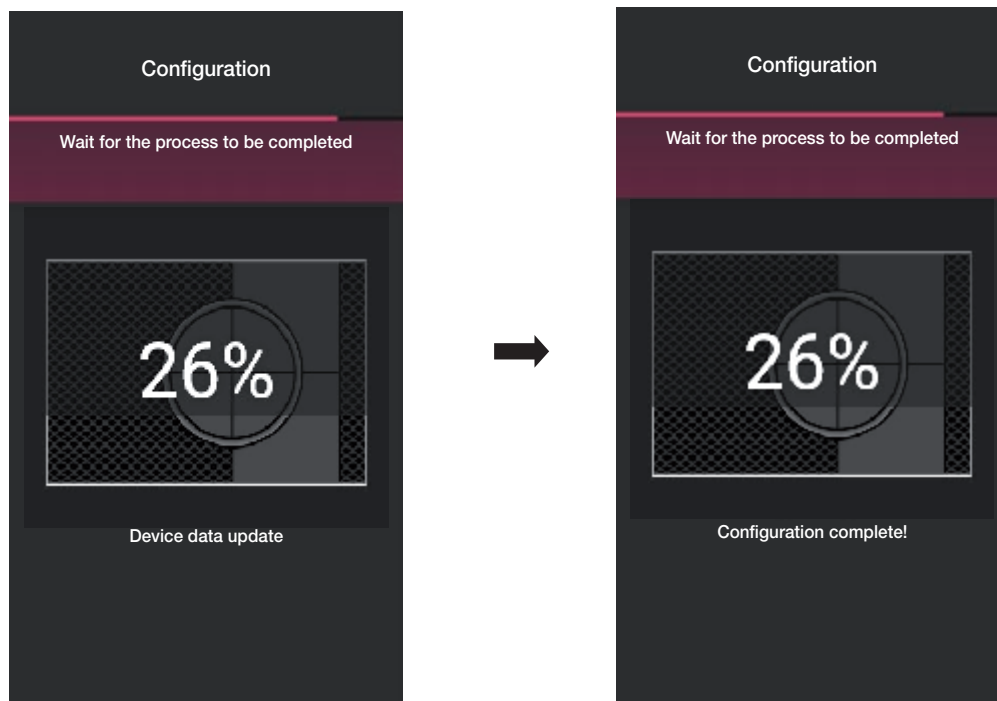 Configuration
Wait for the process to be completed
26%
Device data update
Configuration
Wait for the process to be completed
26%
Configuration complete!